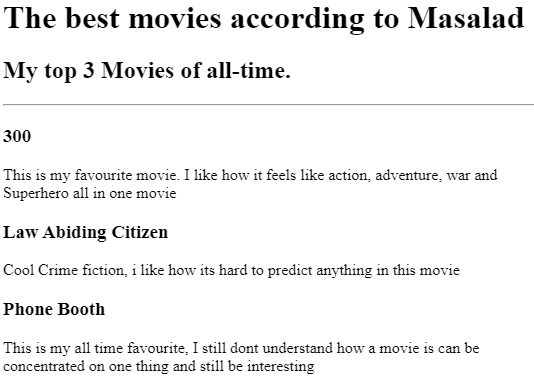 The best movies according to Masalad
My top 3 Movies of all-time.
300
This is my favourite movie. I like how it feels like action, adventure, war and
Superhero all in one movie
Law Abiding Citizen
Cool Crime fiction, i like how its hard to predict anything in this movie
Phone Booth
This is my all time favourite, I still dont understand how a movie is can be
concentrated on one thing and still be interesting